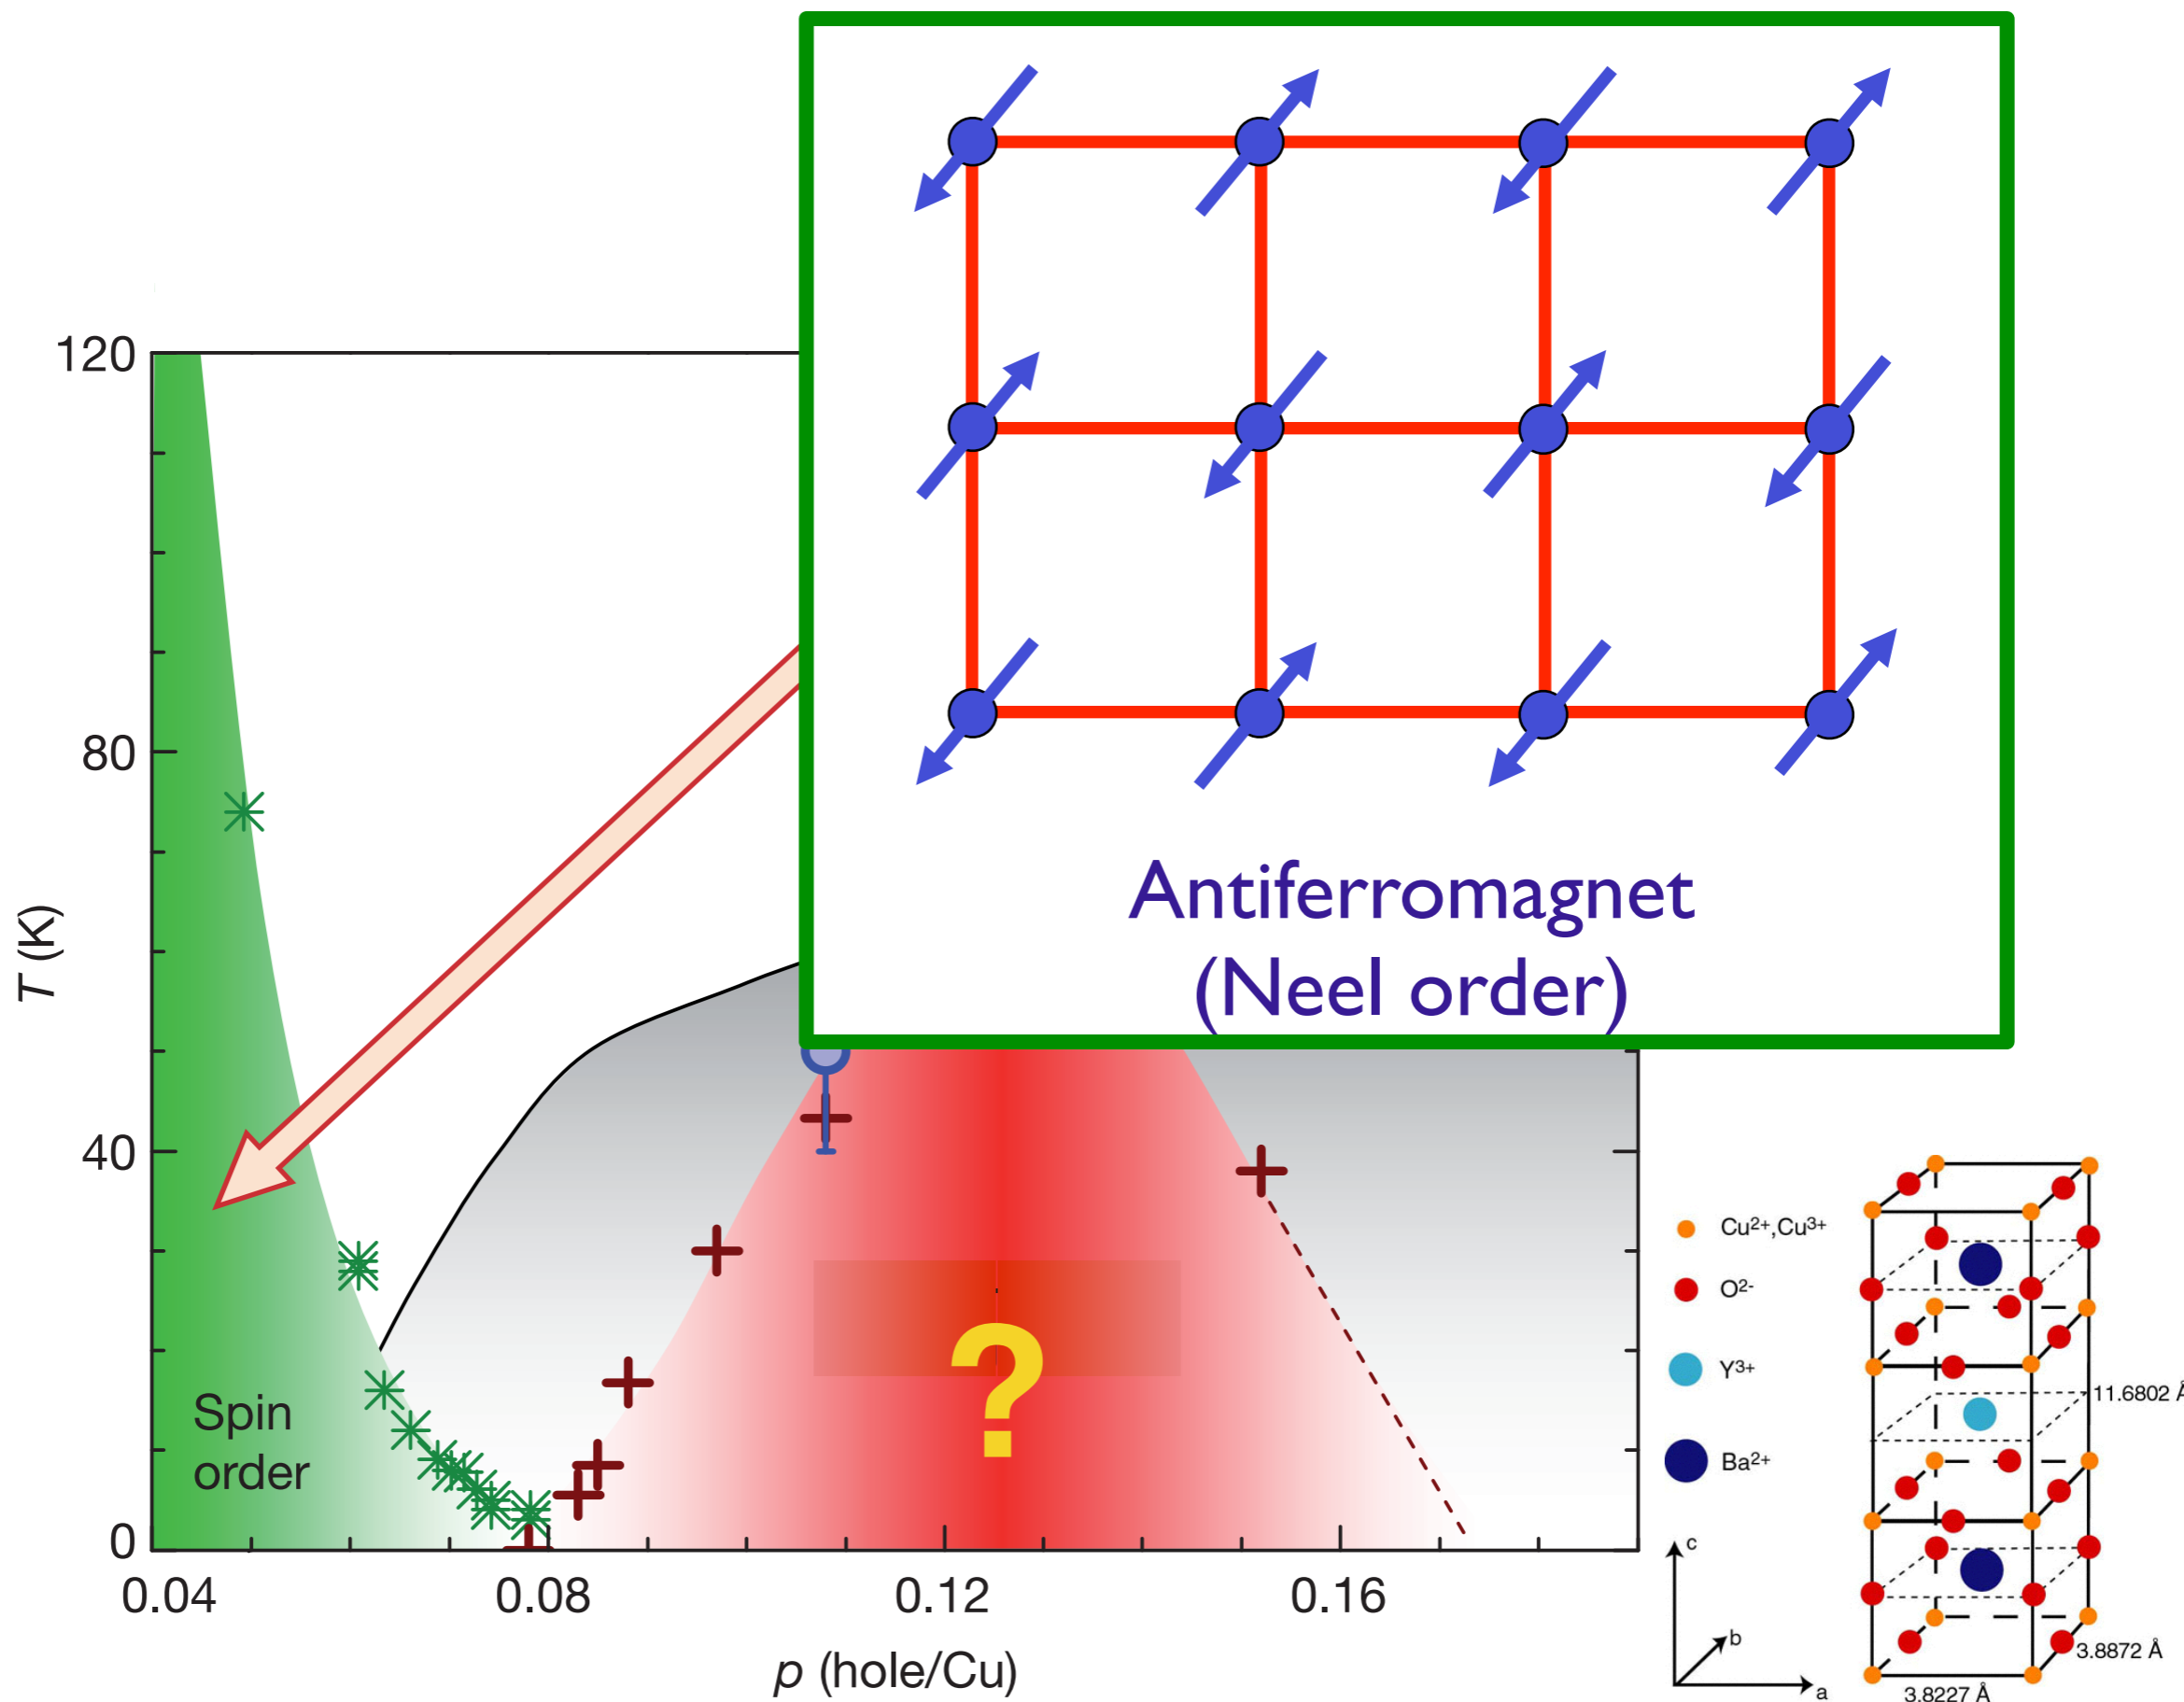 120
80
40
0
T (K)
Antiferromagnet
(Neel order)
Spin
order
?
0.04
0.08
0.12
0.16
p (hole/Cu)
Cu²⁺,Cu³⁺
O²⁻
Y³⁺
Ba²⁺
11.6802 Å
3.8872 Å
3.8227 Å
c
b
a